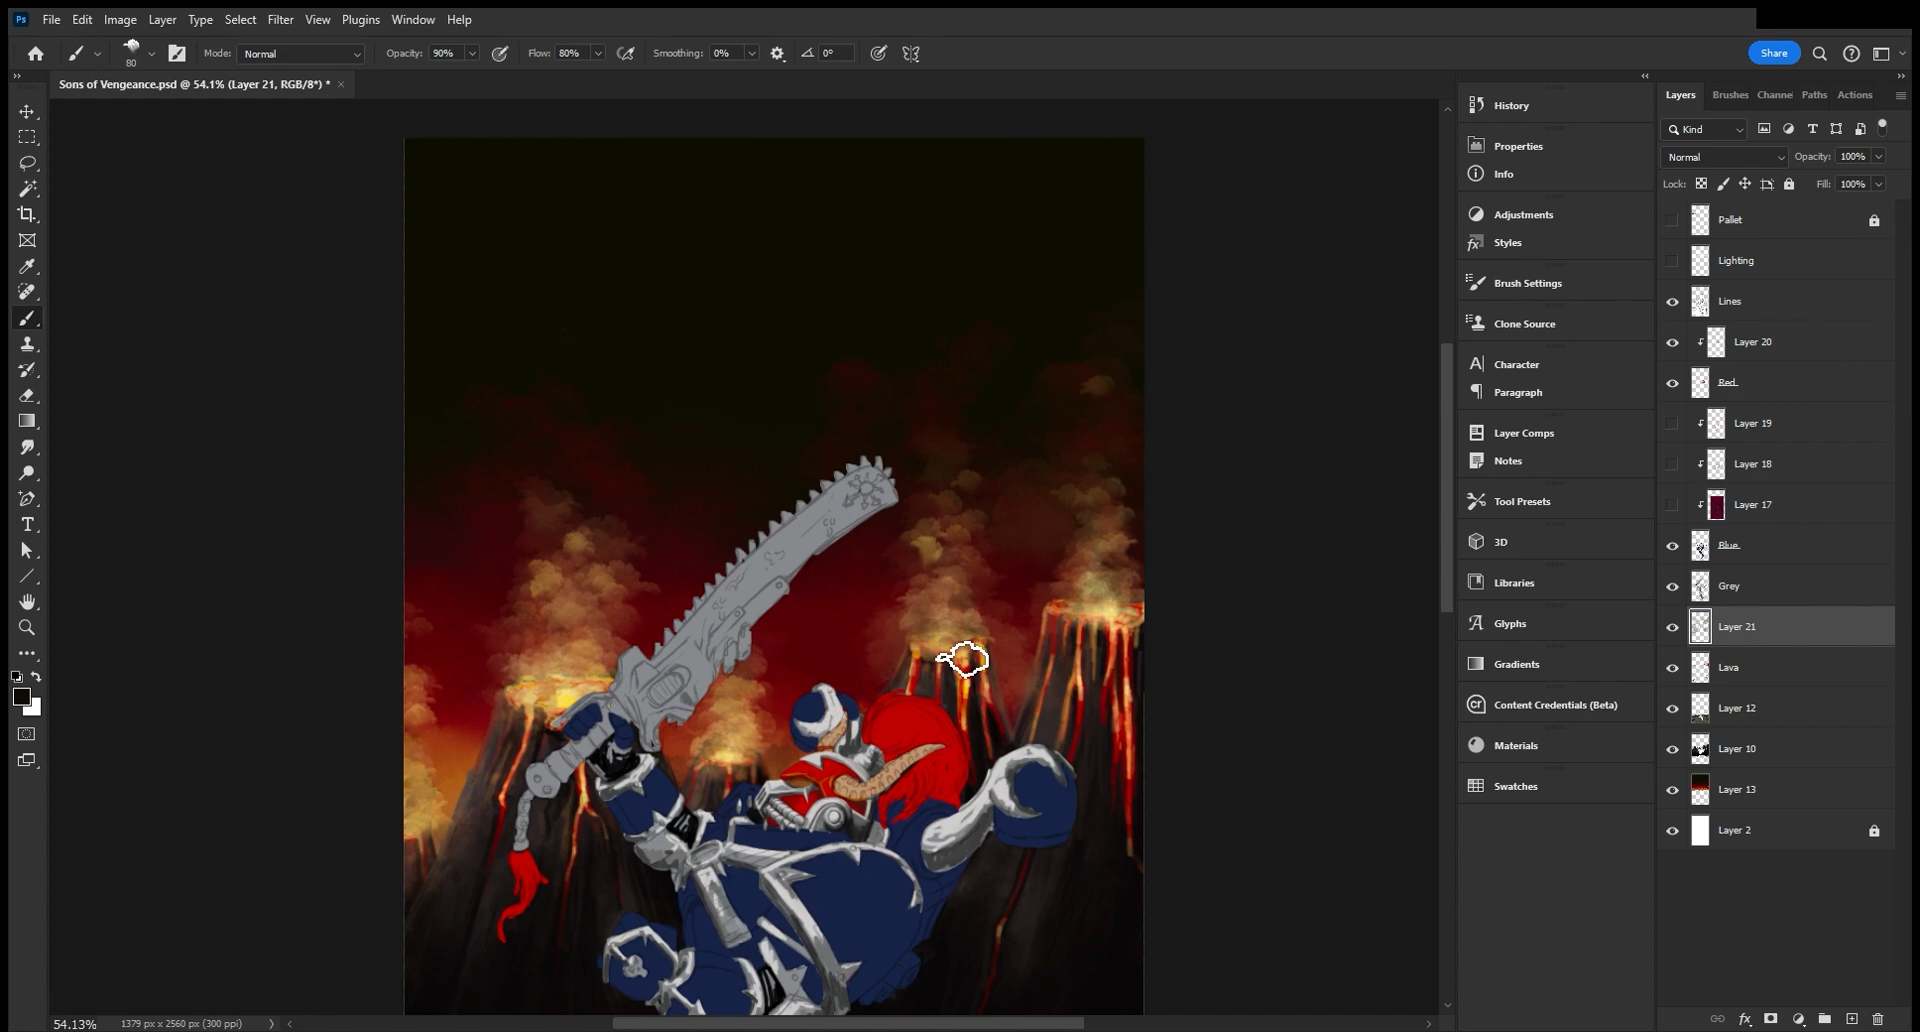 Ps File Edit Image Layer Type Select Filter View Plugins Window Help
80 Mode: Normal Opacity: 90% Flow: 80% Smoothing: 0% 0° Share
Sons of Vengeance.psd @ 54.1% (Layer 21, RGB/8*) * ×
History
Properties
Info
Adjustments
Styles
Brush Settings
Clone Source
Character
Paragraph
Layer Comps
Notes
Tool Presets
3D
Libraries
Glyphs
Gradients
Content Credentials (Beta)
Materials
Swatches
Layers Brushes Channel Paths Actions
Kind
Normal Opacity: 100%
Lock: Fill: 100%
Pallet
Lighting
Lines
Layer 20
Red
Layer 19
Layer 18
Layer 17
Blue
Grey
Layer 21
Lava
Layer 12
Layer 10
Layer 13
Layer 2
54.13% 1379 px x 2560 px (300 ppi)